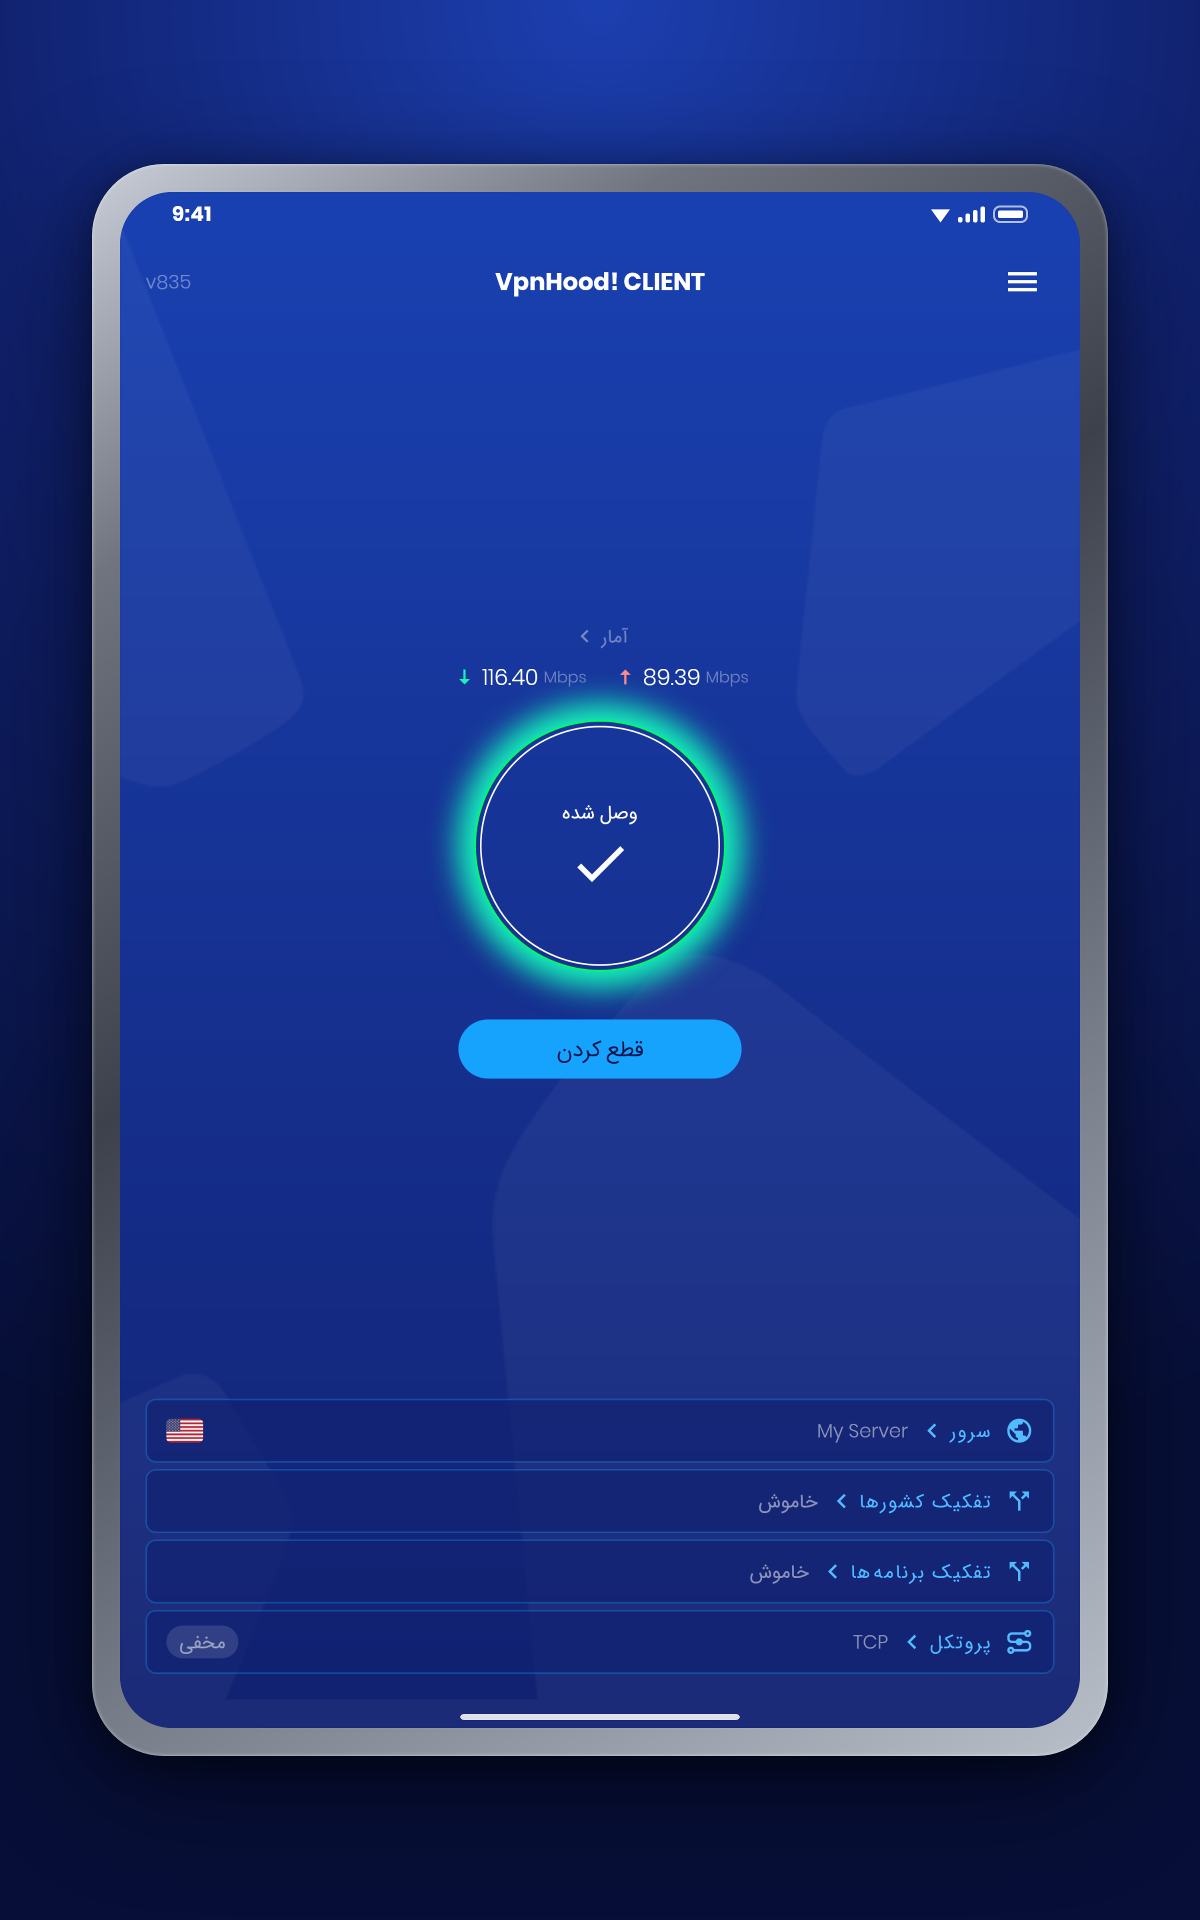 9:41
v835
VpnHood! CLIENT
آمار
116.40 Mbps 89.39 Mbps
وصل شده
قطع کردن
سرور My Server
تفکیک کشورها خاموش
تفکیک برنامه‌ها خاموش
پروتکل TCP مخفی